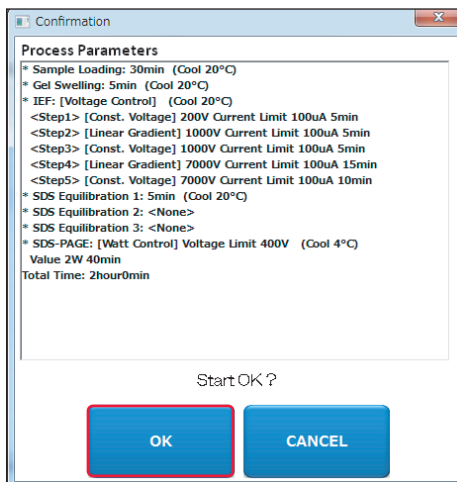 Confirmation
Process Parameters
* Sample Loading: 30min (Cool 20°C)
* Gel Swelling: 5min (Cool 20°C)
* IEF: [Voltage Control] (Cool 20°C)
<Step1> [Const. Voltage] 200V Current Limit 100uA 5min
<Step2> [Linear Gradient] 1000V Current Limit 100uA 5min
<Step3> [Const. Voltage] 1000V Current Limit 100uA 5min
<Step4> [Linear Gradient] 7000V Current Limit 100uA 15min
<Step5> [Const. Voltage] 7000V Current Limit 100uA 10min
* SDS Equilibration 1: 5min (Cool 20°C)
* SDS Equilibration 2: <None>
* SDS Equilibration 3: <None>
* SDS-PAGE: [Watt Control] Voltage Limit 400V (Cool 4°C)
Value 2W 40min
Total Time: 2hour0min
Start OK ?
OK
CANCEL